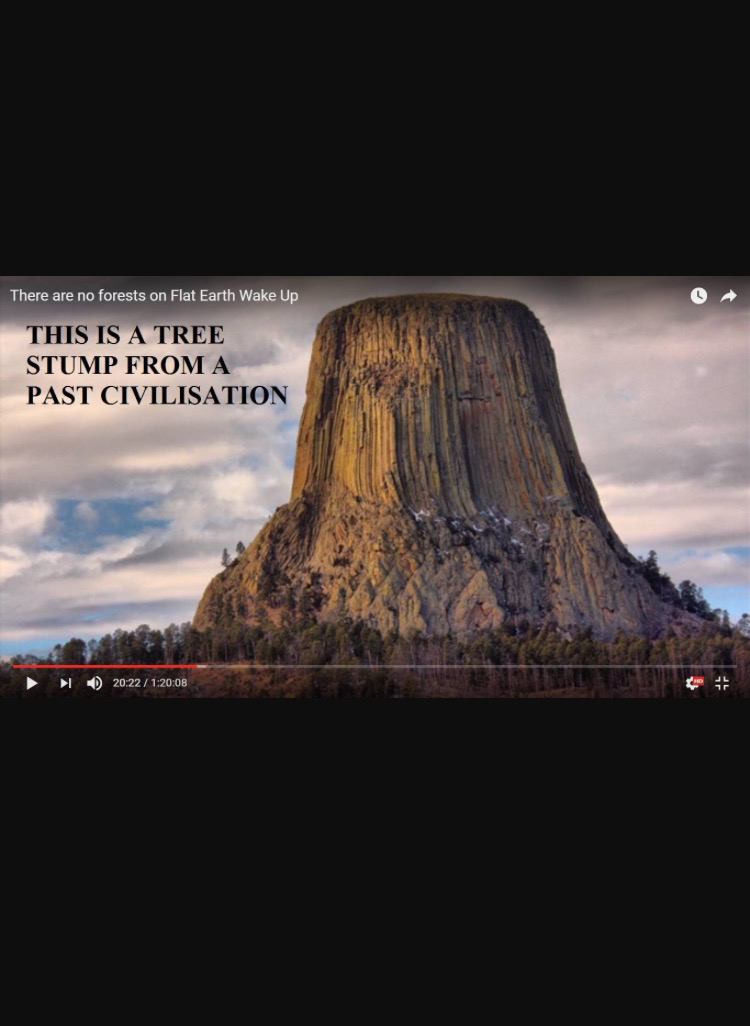 There are no forests on Flat Earth Wake Up
THIS IS A TREE
STUMP FROM A
PAST CIVILISATION
20:22 / 1:20:08
HD